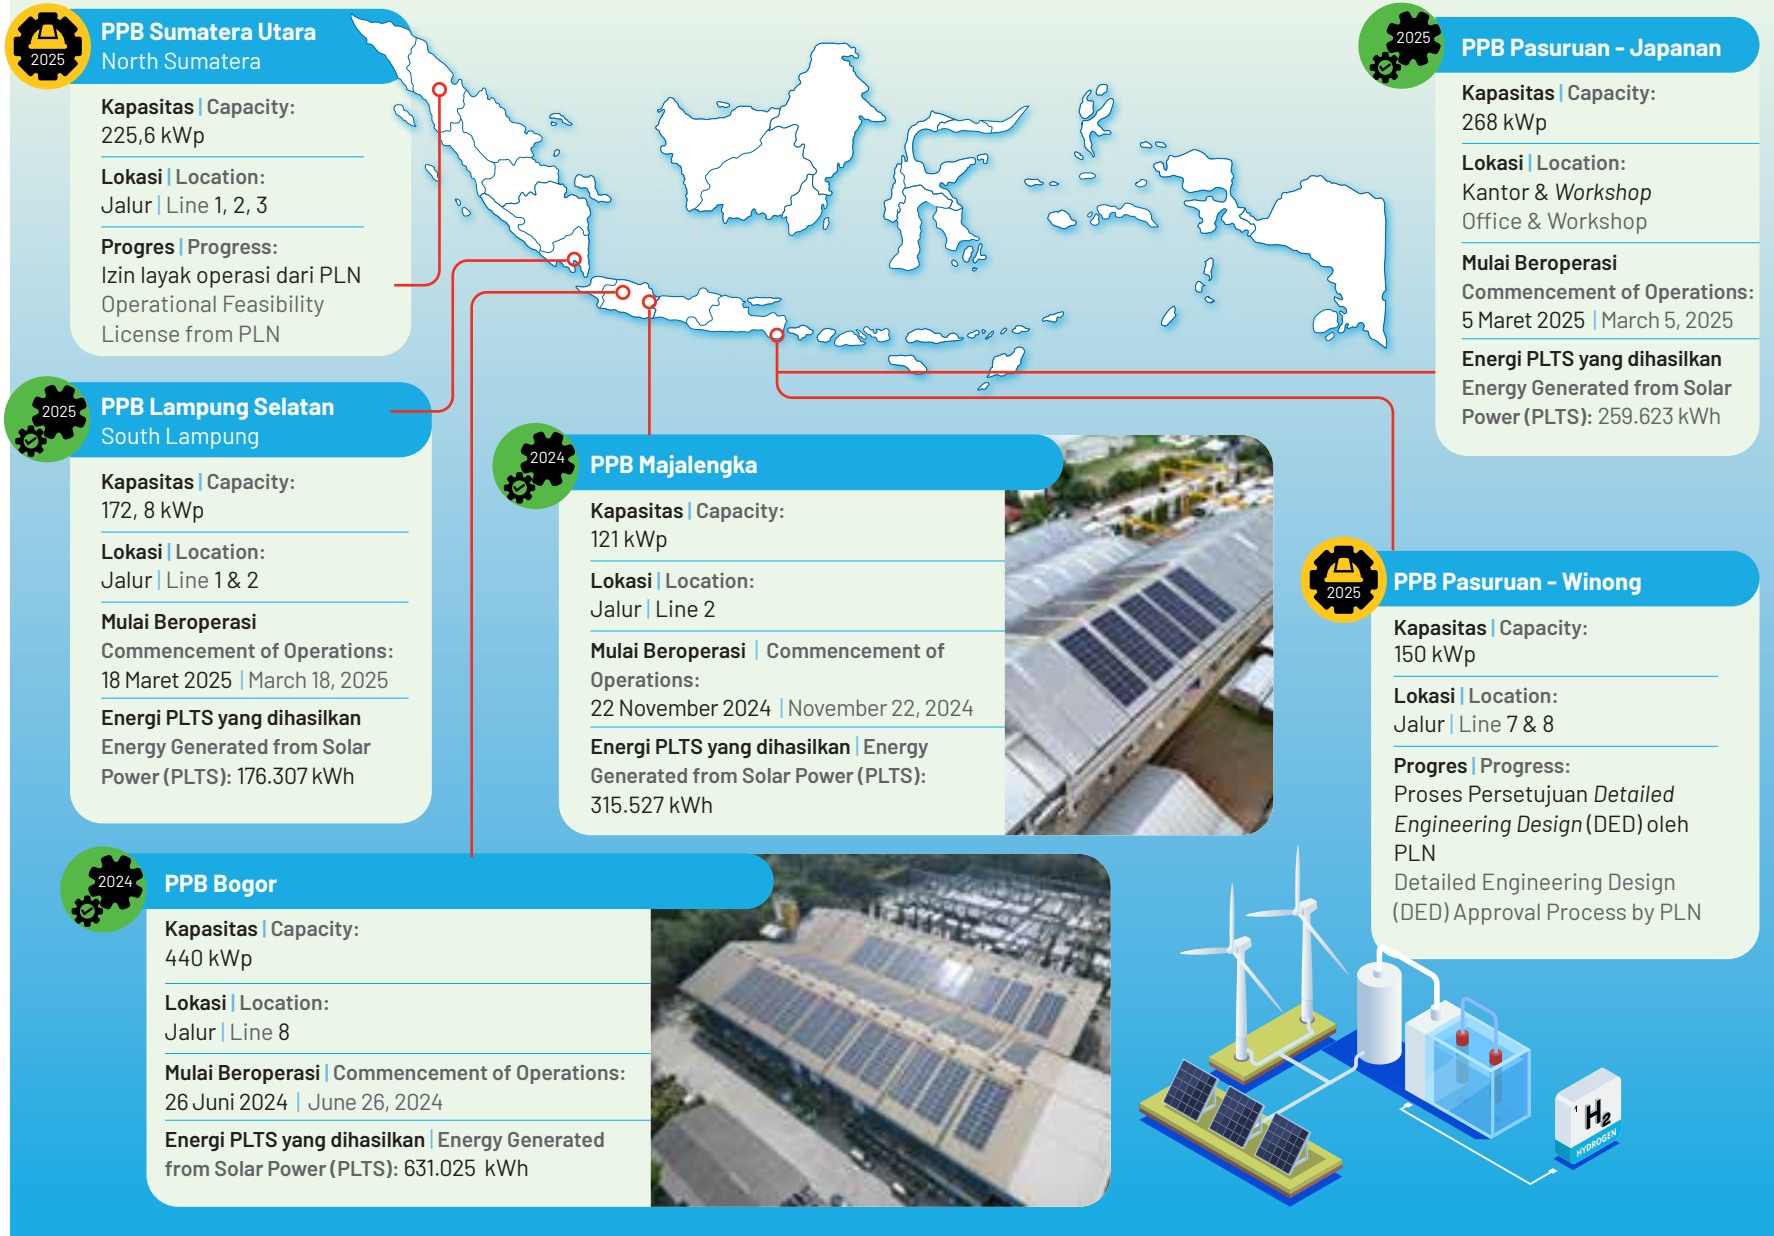 2025
PPB Sumatera Utara
North Sumatera
Kapasitas | Capacity:
225,6 kWp
Lokasi | Location:
Jalur | Line 1, 2, 3
Progres | Progress:
Izin layak operasi dari PLN
Operational Feasibility
License from PLN
2025
PPB Pasuruan - Japanan
Kapasitas | Capacity:
268 kWp
Lokasi | Location:
Kantor & Workshop
Office & Workshop
Mulai Beroperasi
Commencement of Operations:
5 Maret 2025 | March 5, 2025
Energi PLTS yang dihasilkan
Energy Generated from Solar
Power (PLTS): 259.623 kWh
2025
PPB Lampung Selatan
South Lampung
Kapasitas | Capacity:
172, 8 kWp
Lokasi | Location:
Jalur | Line 1 & 2
Mulai Beroperasi
Commencement of Operations:
18 Maret 2025 | March 18, 2025
Energi PLTS yang dihasilkan
Energy Generated from Solar
Power (PLTS): 176.307 kWh
2024
PPB Majalengka
Kapasitas | Capacity:
121 kWp
Lokasi | Location:
Jalur | Line 2
Mulai Beroperasi | Commencement of
Operations:
22 November 2024 | November 22, 2024
Energi PLTS yang dihasilkan | Energy
Generated from Solar Power (PLTS):
315.527 kWh
2025
PPB Pasuruan - Winong
Kapasitas | Capacity:
150 kWp
Lokasi | Location:
Jalur | Line 7 & 8
Progres | Progress:
Proses Persetujuan Detailed
Engineering Design (DED) oleh
PLN
Detailed Engineering Design
(DED) Approval Process by PLN
2024
PPB Bogor
Kapasitas | Capacity:
440 kWp
Lokasi | Location:
Jalur | Line 8
Mulai Beroperasi | Commencement of Operations:
26 Juni 2024 | June 26, 2024
Energi PLTS yang dihasilkan | Energy Generated
from Solar Power (PLTS): 631.025 kWh
1
H2
HYDROGEN